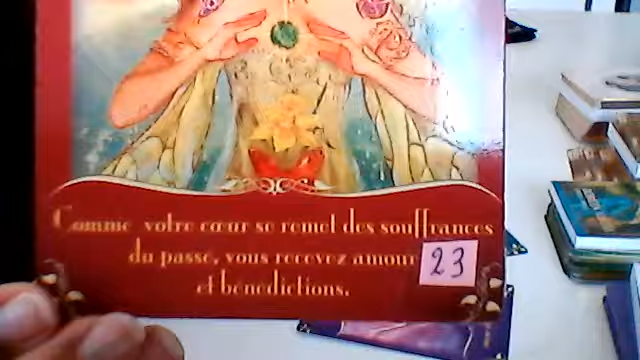 Comme votre cœur se remet des souffrances
du passé, vous recevez amour
23
et bénédictions.